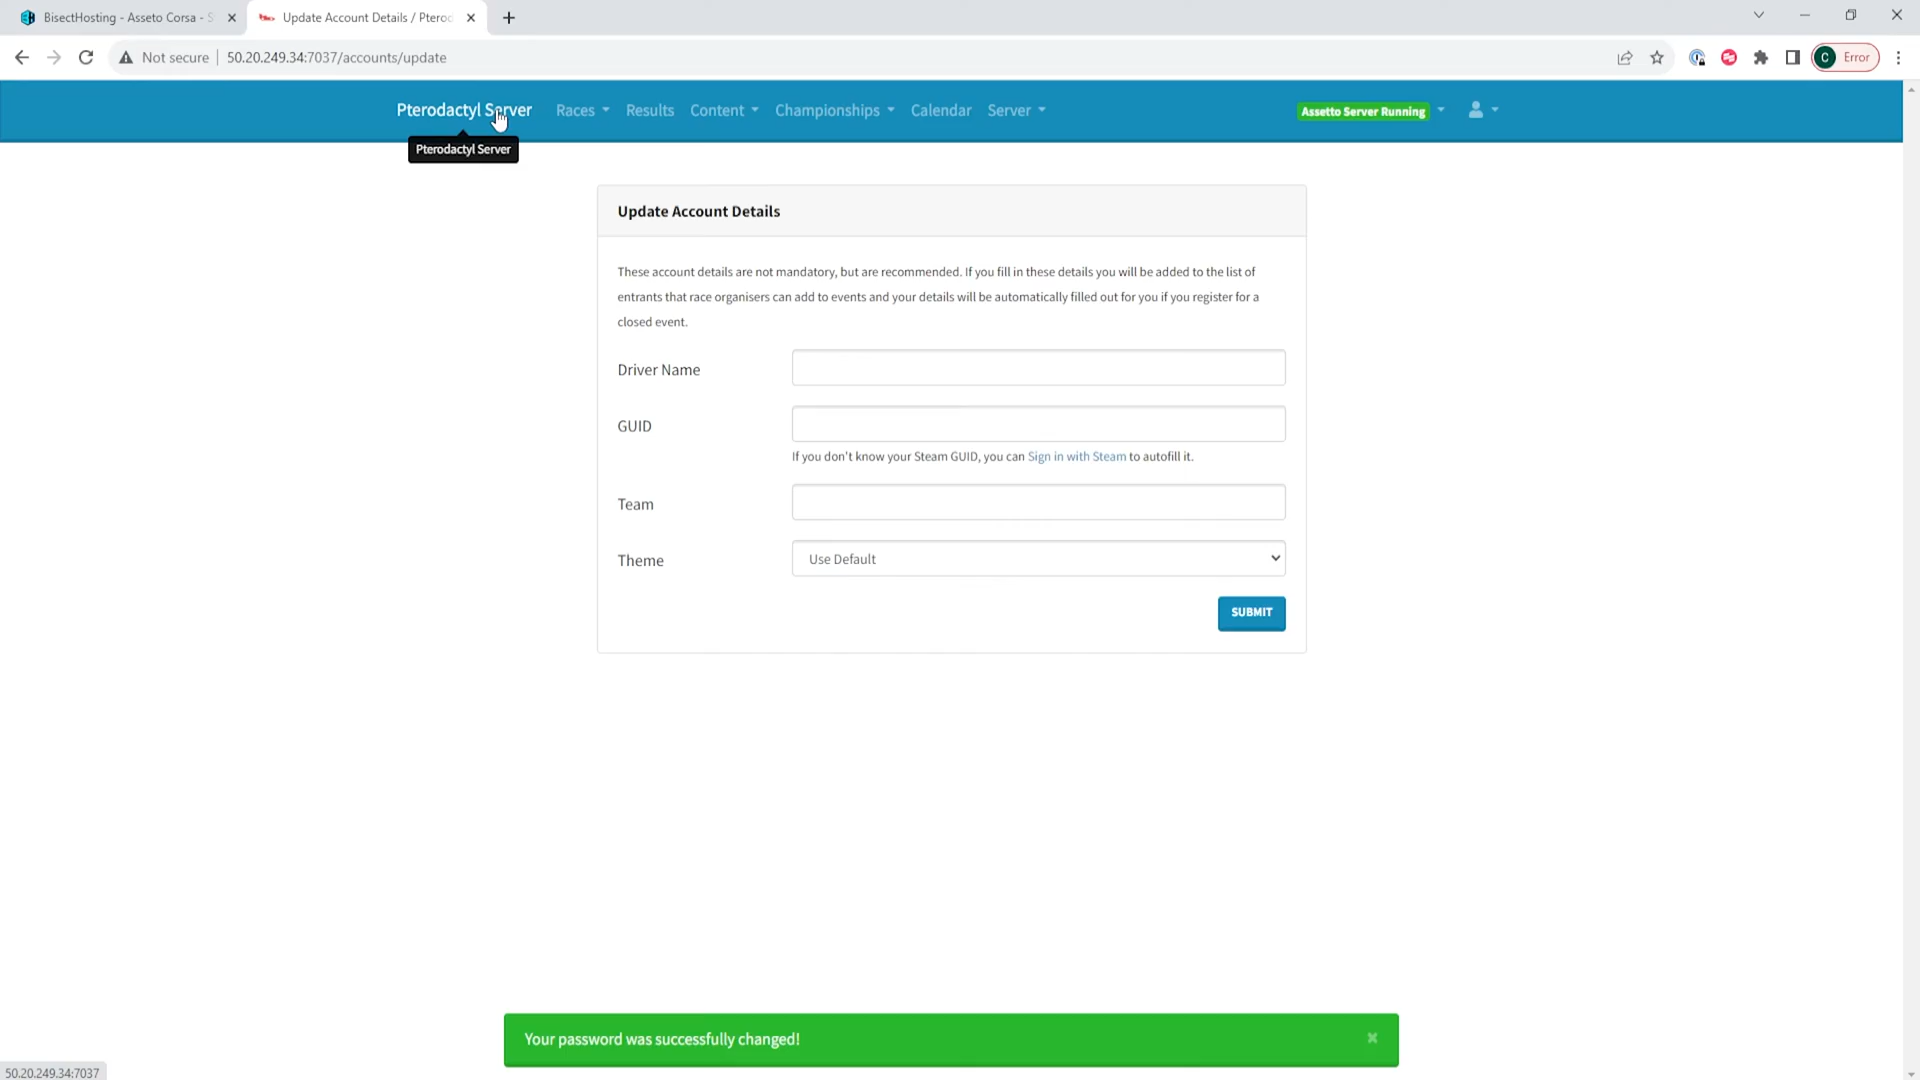 BisectHosting - Asseto Corsa - S
Update Account Details / Pteroc
Not secure
50.20.249.34:7037/accounts/update
C
Error
Pterodactyl Server
Races
Results
Content
Championships
Calendar
Server
Assetto Server Running
Pterodactyl Server
Update Account Details
These account details are not mandatory, but are recommended. If you fill in these details you will be added to the list of
entrants that race organisers can add to events and your details will be automatically filled out for you if you register for a
closed event.
Driver Name
GUID
If you don't know your Steam GUID, you can Sign in with Steam to autofill it.
Team
Theme
Use Default
SUBMIT
Your password was successfully changed!
50.20.249.34:7037